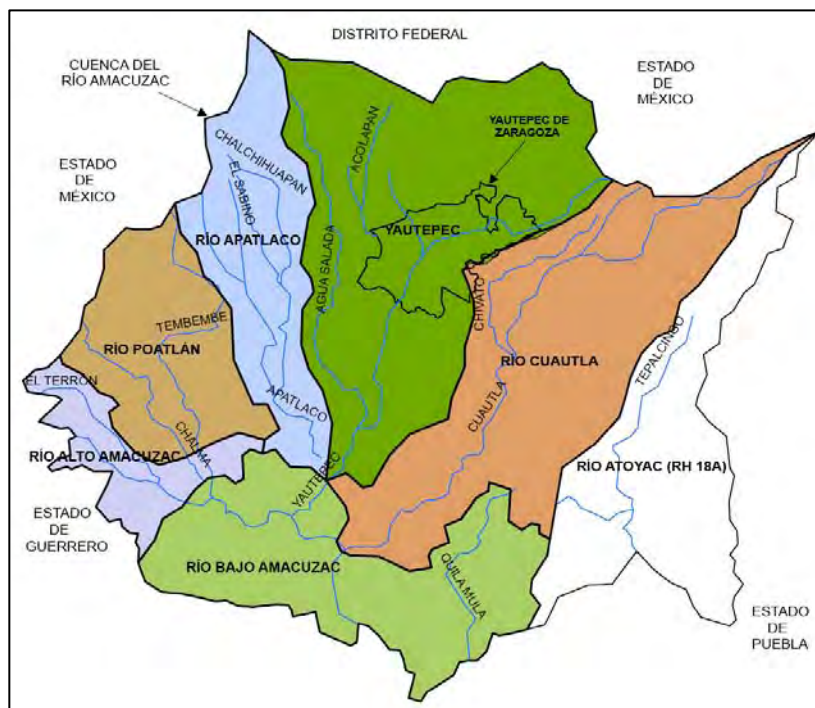 DISTRITO FEDERAL
CUENCA DEL
RÍO AMACUZAC
ESTADO
DE
MÉXICO
YAUTEPEC DE
ZARAGOZA
ACOLAPAN
CHALCHIHUAPAN
ESTADO
DE
MÉXICO
EL SABINO
RÍO APATLACO
YAUTEPEC
AGUA SALADA
CHIVATO
TEMBEMBE
RÍO POATLÁN
RÍO CUAUTLA
TEPALCINGO
EL TERRÓN
APATLACO
CUAUTLA
CHALMA
RÍO ALTO AMACUZAC
YAUTEPEC
RÍO ATOYAC (RH 18A)
ESTADO
DE
GUERRERO
RÍO BAJO AMACUZAC
QUILA MULA
ESTADO
DE
PUEBLA